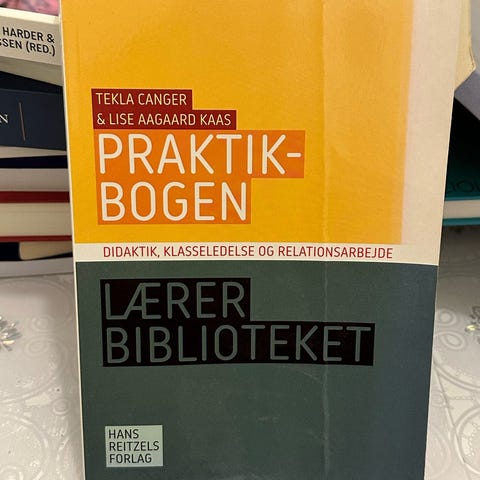 HARDER &
SSEN (RED.)
N
TEKLA CANGER
& LISE AAGAARD KAAS
PRAKTIK-
BOGEN
DIDAKTIK, KLASSELEDELSE OG RELATIONSARBEJDE
LÆRER
BIBLIOTEKET
HANS
REITZELS
FORLAG